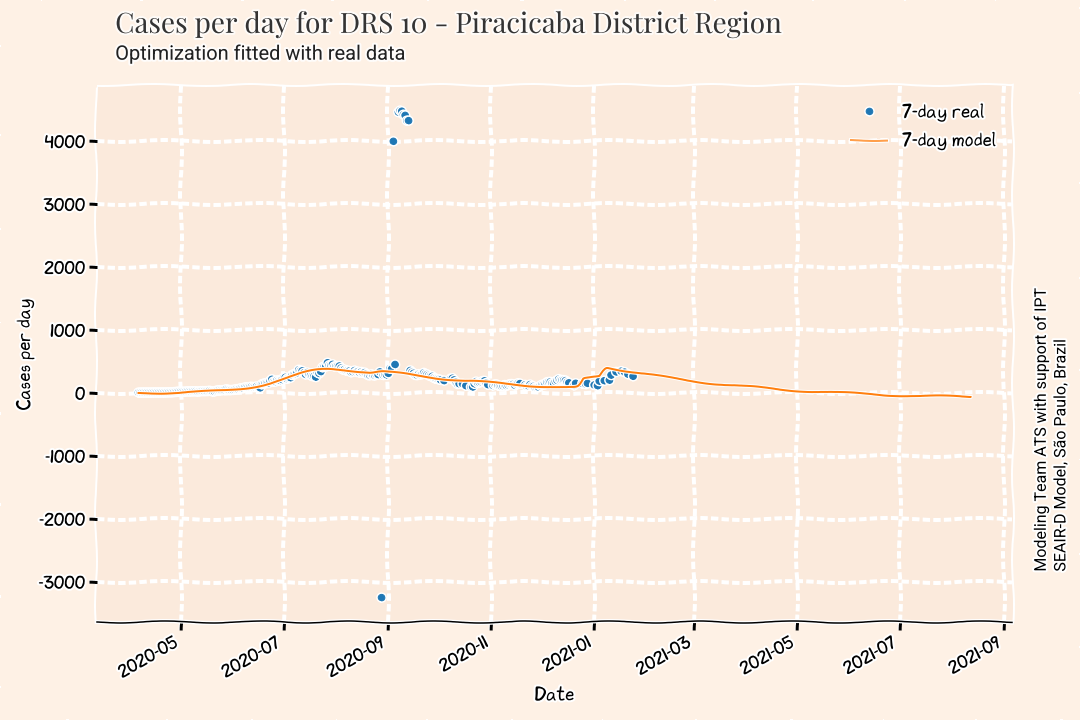 Cases per day for DRS 10 - Piracicaba District Region
Optimization fitted with real data
7-day real
7-day model
4000
3000
2000
1000
0
-1000
-2000
-3000
Cases per day
2020-05
2020-07
2020-09
2020-11
2021-01
2021-03
2021-05
2021-07
2021-09
Date
Modeling Team ATS with support of IPT
SEAIR-D Model, São Paulo, Brazil